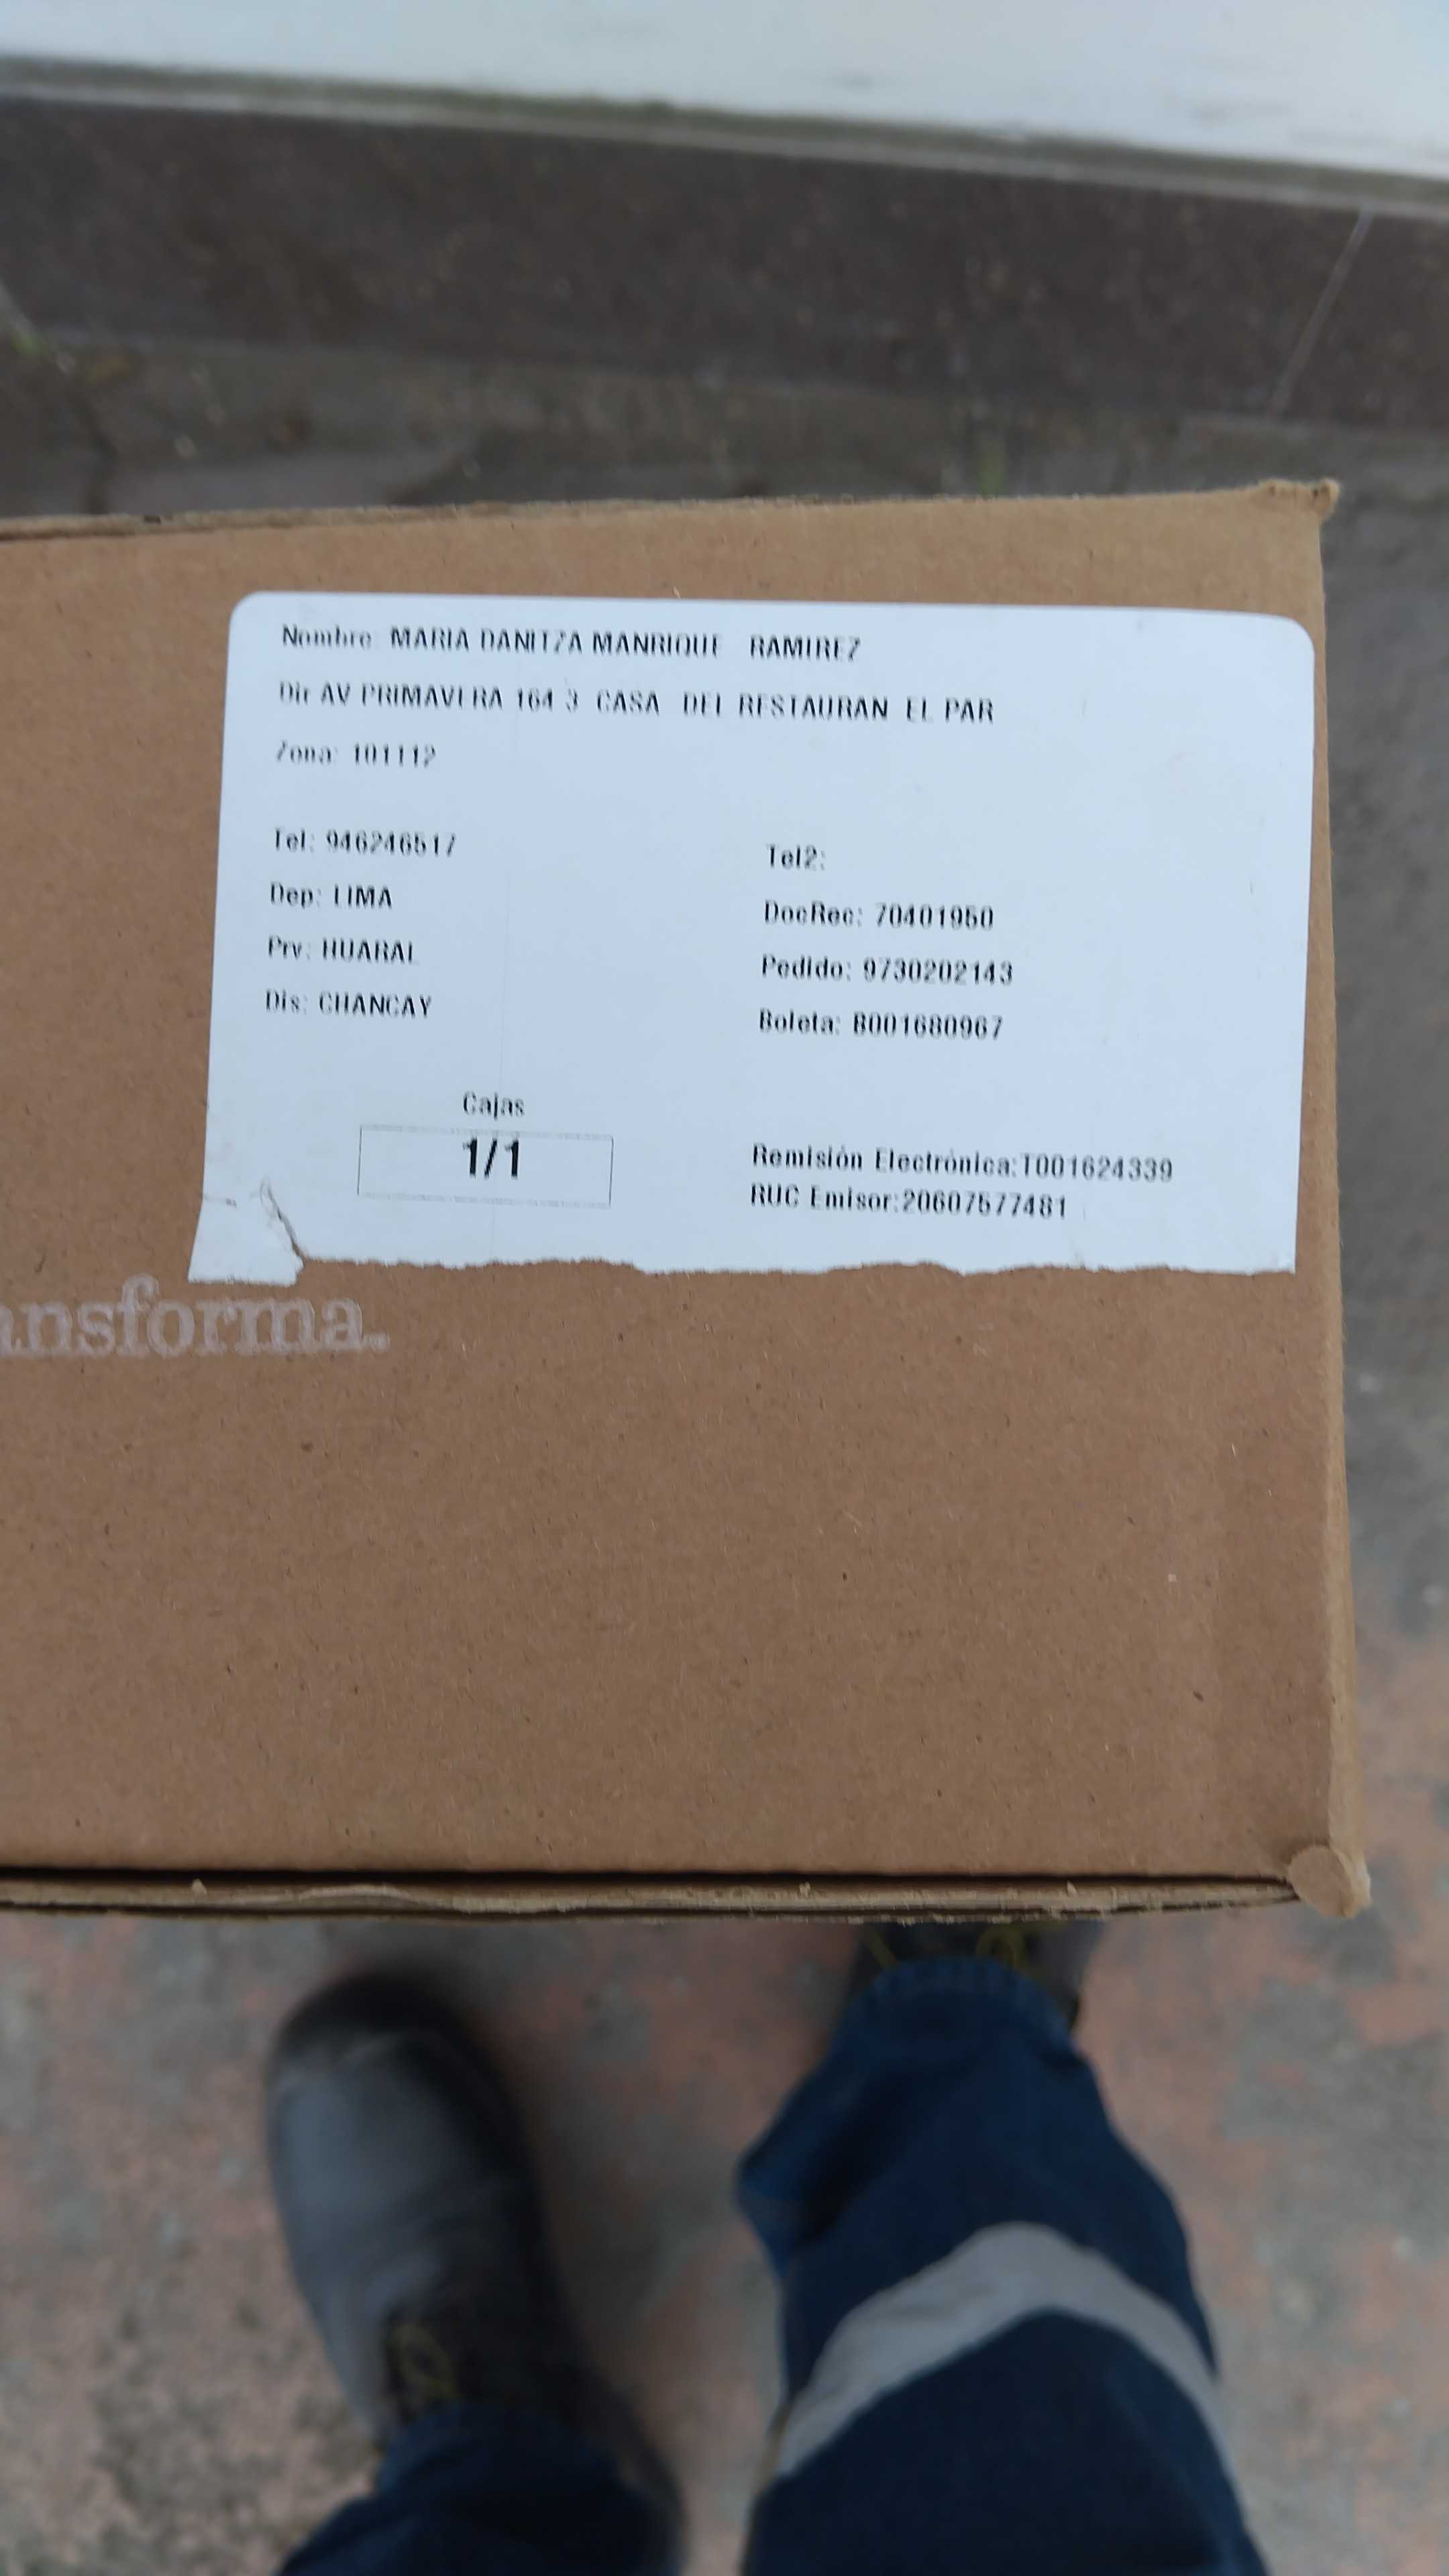 Nombre: MARIA DANITZA MANRIQUE RAMIREZ
Dir AV PRIMAVERA 164 3 CASA DEL RESTAURAN EL PAR
Zona: 101112
Tel: 946246517
Tel2:
Dep: LIMA
DocRec: 70401950
Prv: HUARAL
Pedido: 9730202143
Dis: CHANCAY
Boleta: B001680967
Cajas
1/1
Remisión Electrónica:T001624339
RUC Emisor:20607577481
ansforma.